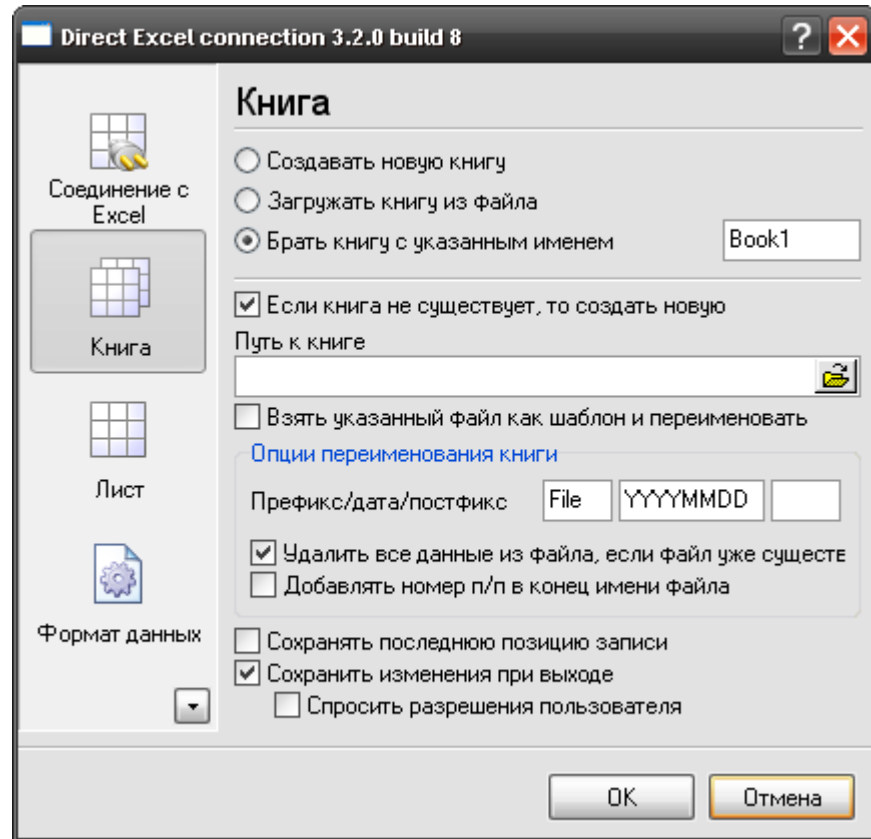 Direct Excel connection 3.2.0 build 8
Соединение с
Excel
Книга
Лист
Формат данных
Книга
Создавать новую книгу
Загружать книгу из файла
Брать книгу с указанным именем Book1
Если книга не существует, то создать новую
Путь к книге
Взять указанный файл как шаблон и переименовать
Опции переименования книги
Префикс/дата/постфикс File YYYYMMDD
Удалить все данные из файла, если файл уже существ
Добавлять номер п/п в конец имени файла
Сохранять последнюю позицию записи
Сохранить изменения при выходе
Спросить разрешения пользователя
OK Отмена